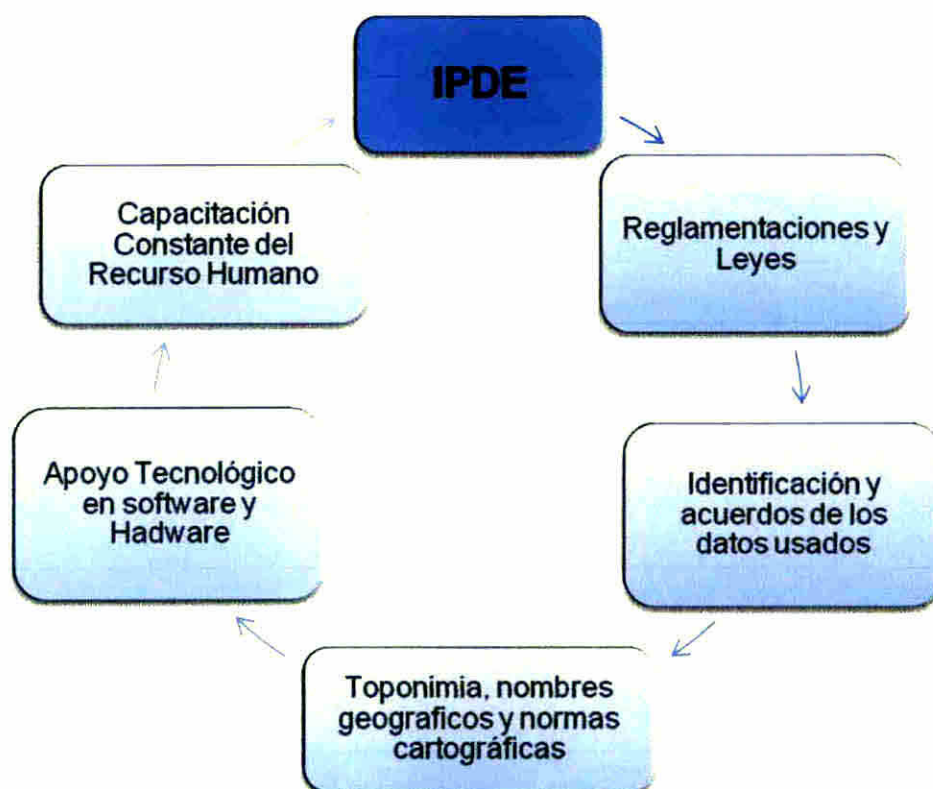 IPDE
Reglamentaciones y
Leyes
Identificación y
acuerdos de los
datos usados
Toponimia, nombres
geograficos y normas
cartográficas
Apoyo Tecnológico
en software y
Hadware
Capacitación
Constante del
Recurso Humano